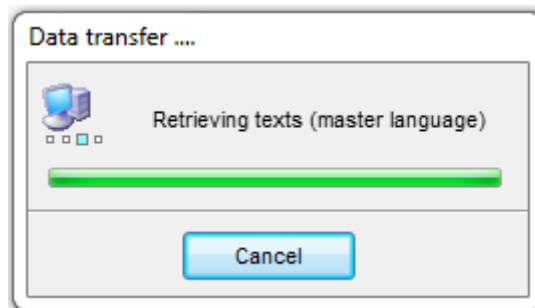 Data transfer ....
Retrieving texts (master language)
Cancel